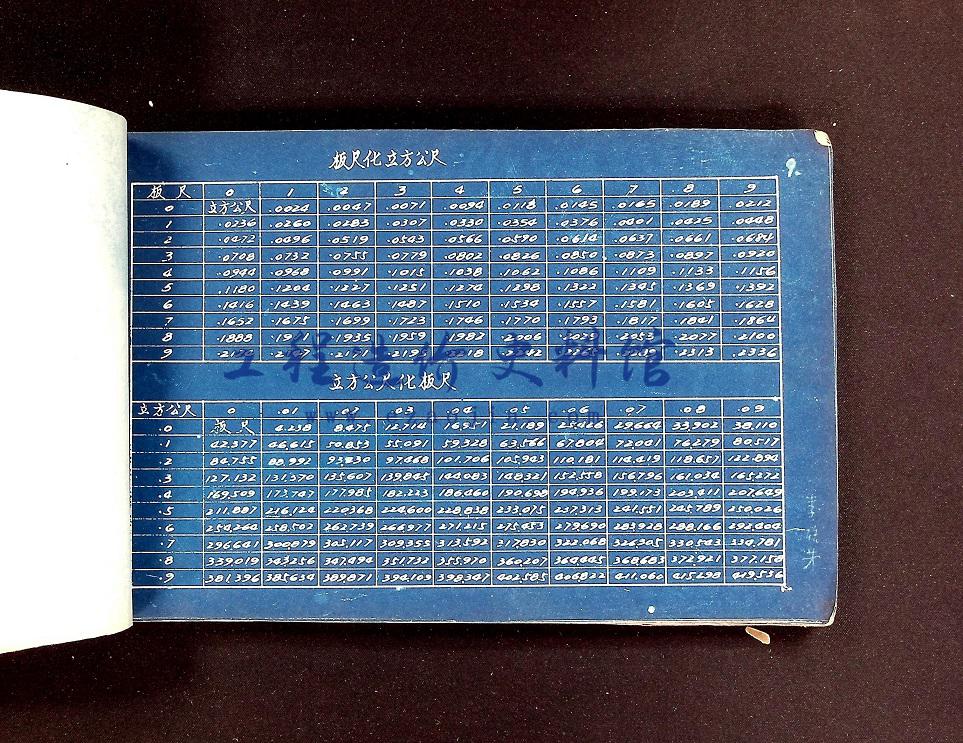 板尺化立方公尺
9.
板尺 0 1 2 3 4 5 6 7 8 9
.0 立方公尺 .0024 .0047 .0071 .0094 .0118 .0145 .0165 .0189 .0212
1 .0236 .0260 .0283 .0307 .0330 .0354 .0376 .0401 .0425 .0448
2 .0472 .0496 .0519 .0543 .0566 .0590 .0614 .0637 .0661 .0684
3 .0708 .0732 .0755 .0779 .0802 .0826 .0850 .0873 .0897 .0920
4 .0944 .0968 .0991 .1015 .1038 .1062 .1086 .1109 .1133 .1156
5 .1180 .1204 .1227 .1251 .1274 .1298 .1322 .1345 .1369 .1392
6 .1416 .1439 .1463 .1487 .1510 .1534 .1557 .1581 .1605 .1628
7 .1652 .1675 .1699 .1723 .1746 .1770 .1793 .1817 .1841 .1864
8 .1888 .1935 .1959 .1982 .2006 .2029 .2053 .2077 .2100
9 .2195 .2313 .2336
工程造价史料馆
立方公尺化板尺
立方公尺 0 .01 .02 .03 .04 .05 .06 .07 .08 .09
.0 板尺 4.238 8.475 12.714 16.951 21.189 25.426 29.664 33.902 38.110
.1 42.377 46.615 50.853 55.091 59.328 63.566 67.804 72.041 76.279 80.517
.2 84.755 88.992 93.230 97.468 101.706 105.943 110.181 114.419 118.657 122.894
.3 127.132 131.370 135.607 139.845 144.083 148.321 152.558 156.796 161.034 165.272
.4 169.509 173.747 177.985 182.223 186.460 190.698 194.936 199.173 203.411 207.649
.5 211.887 216.124 220.368 224.600 228.838 233.075 237.313 241.551 245.789 250.026
.6 254.264 258.502 262.739 266.977 271.215 275.453 279.690 283.928 288.166 292.404
.7 296.641 300.879 305.117 309.355 313.592 317.830 322.068 326.305 330.543 334.781
.8 339.019 343.256 347.494 351.732 355.970 360.207 364.445 368.683 372.921 377.158
.9 381.396 385.634 389.871 394.109 398.347 402.585 406.822 411.060 415.298 419.536